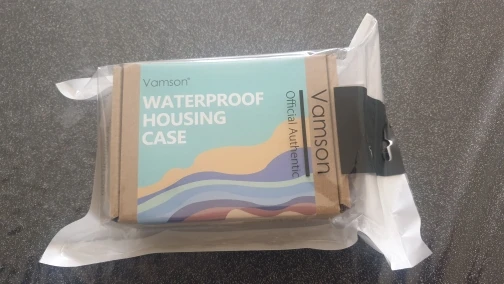 Vamson®
WATERPROOF
HOUSING
CASE
Vamson
Official Authentic